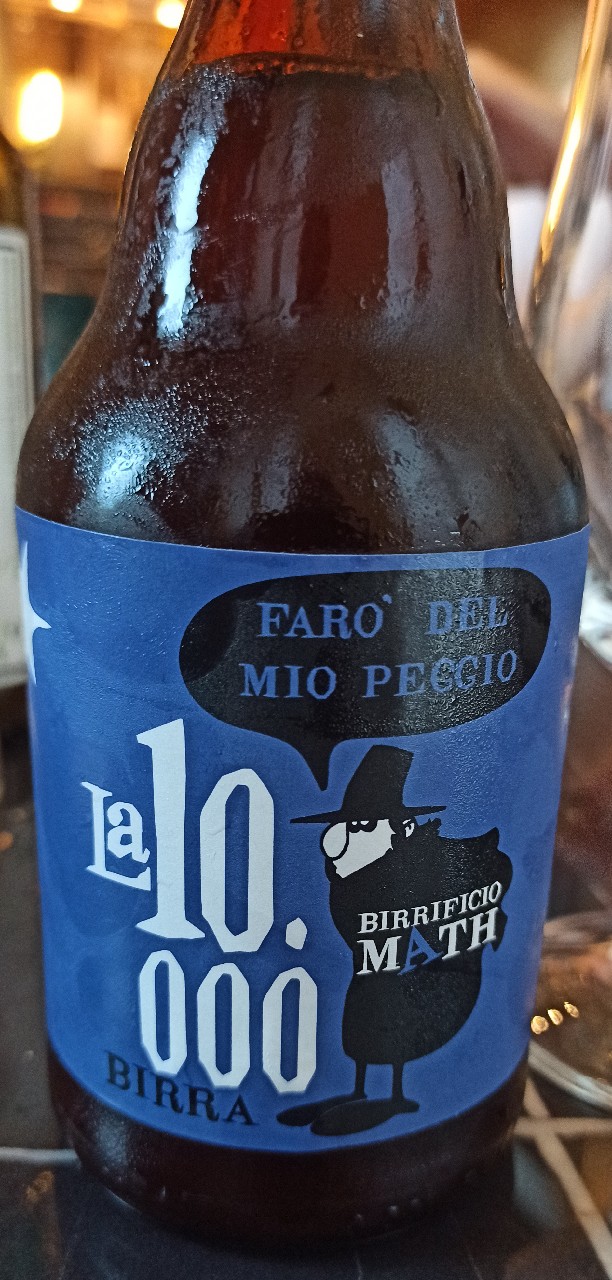 FARO' DEL
MIO PEGGIO
La 10.
000
BIRRA
BIRRIFICIO
MATH